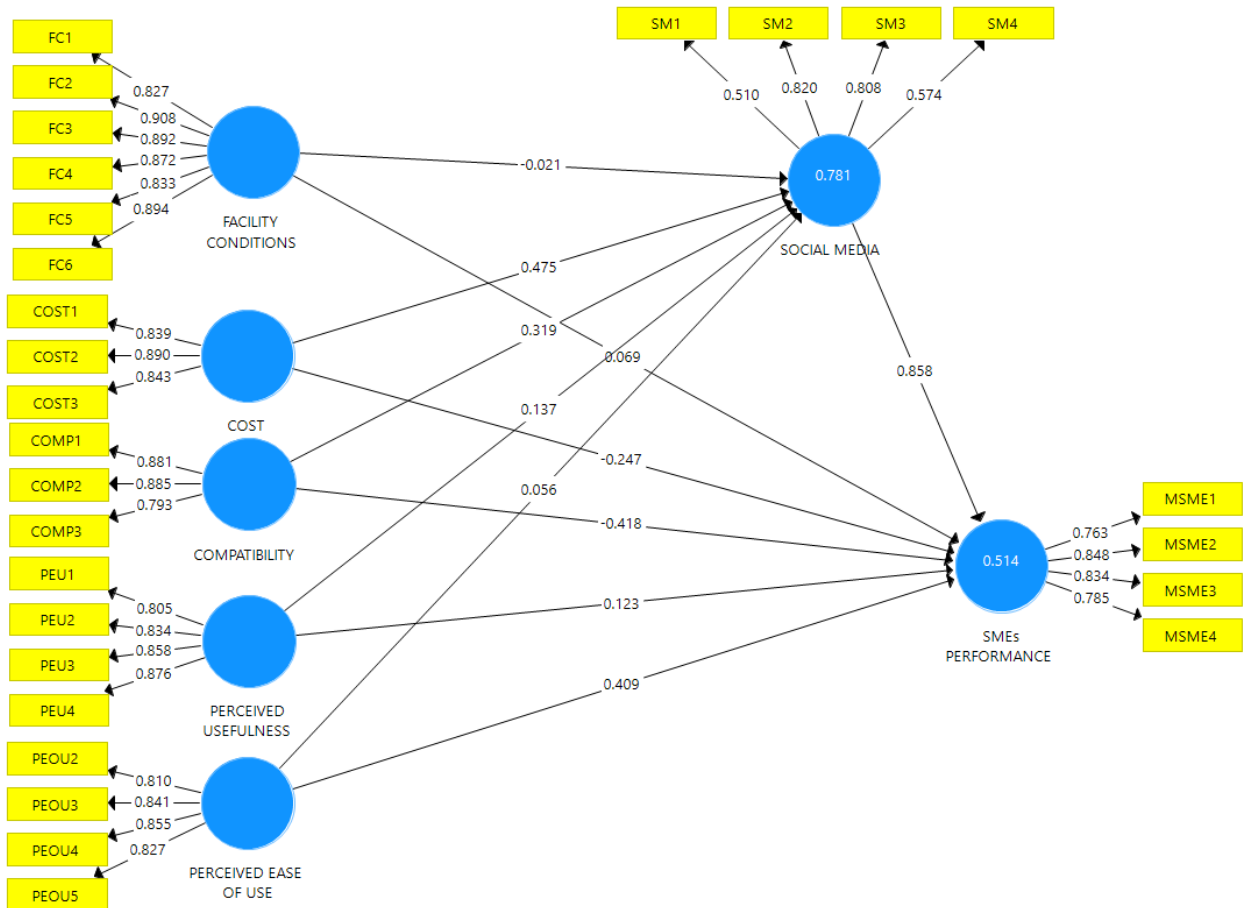 SM1
SM2
SM3
SM4
0.510
0.820
0.808
0.574
0.781
SOCIAL MEDIA
FC1
FC2
FC3
FC4
FC5
FC6
0.827
0.908
0.892
0.872
0.833
0.894
FACILITY
CONDITIONS
-0.021
0.069
COST1
COST2
COST3
0.839
0.890
0.843
COST
0.475
-0.247
COMP1
COMP2
COMP3
0.881
0.885
0.793
COMPATIBILITY
0.319
-0.418
PEU1
PEU2
PEU3
PEU4
0.805
0.834
0.858
0.876
PERCEIVED
USEFULNESS
0.137
0.123
PEOU2
PEOU3
PEOU4
PEOU5
0.810
0.841
0.855
0.827
PERCEIVED EASE
OF USE
0.056
0.409
0.858
0.514
SMEs
PERFORMANCE
0.763
0.848
0.834
0.785
MSME1
MSME2
MSME3
MSME4